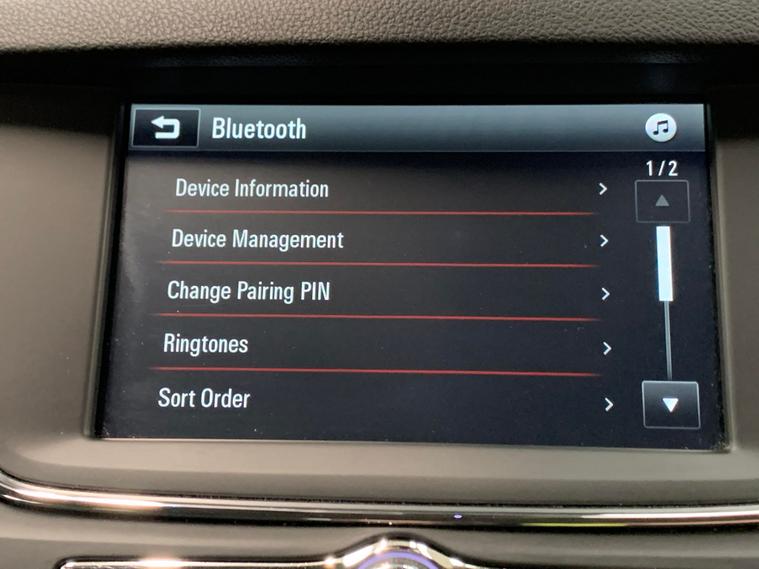 Bluetooth
1/2
Device Information
Device Management
Change Pairing PIN
Ringtones
Sort Order